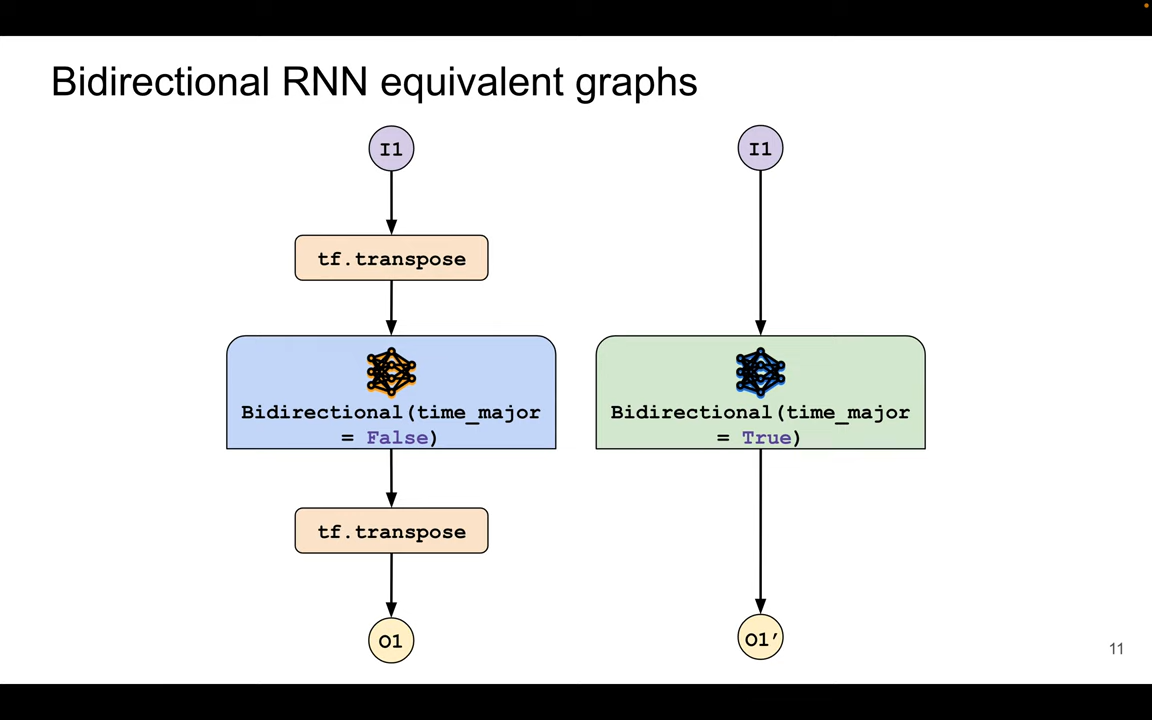 Bidirectional RNN equivalent graphs
I1
tf.transpose
Bidirectional(time_major
= False)
tf.transpose
O1
I1
Bidirectional(time_major
= True)
O1’
11